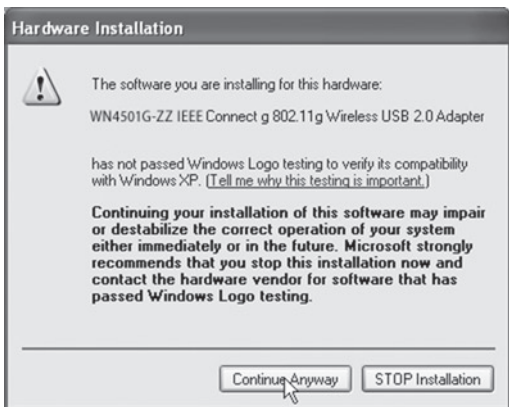 Hardware Installation
The software you are installing for this hardware:
WN4501G-ZZ IEEE Connect g 802.11g Wireless USB 2.0 Adapter
has not passed Windows Logo testing to verify its compatibility
with Windows XP. (Tell me why this testing is important.)
Continuing your installation of this software may impair
or destabilize the correct operation of your system
either immediately or in the future. Microsoft strongly
recommends that you stop this installation now and
contact the hardware vendor for software that has
passed Windows Logo testing.
Continue Anyway
STOP Installation